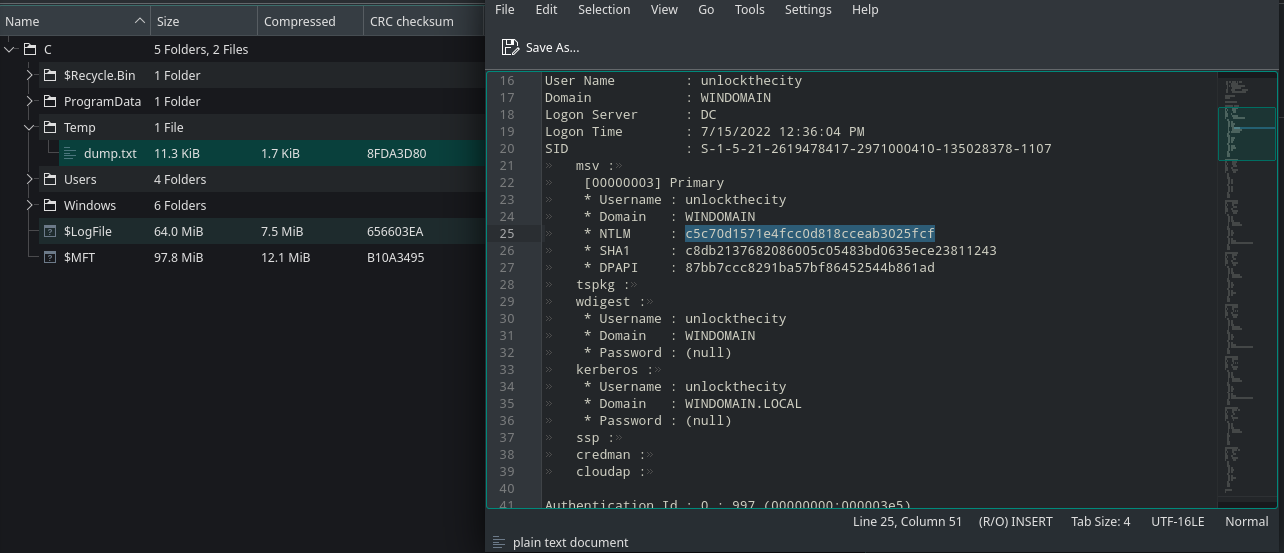 Name Size Compressed CRC checksum
C 5 Folders, 2 Files
$Recycle.Bin 1 Folder
ProgramData 1 Folder
Temp 1 File
dump.txt 11.3 KiB 1.7 KiB 8FDA3D80
Users 4 Folders
Windows 6 Folders
$LogFile 64.0 MiB 7.5 MiB 656603EA
$MFT 97.8 MiB 12.1 MiB B10A3495
File Edit Selection View Go Tools Settings Help
Save As...
16 User Name : unlockthecity
17 Domain : WINDOMAIN
18 Logon Server : DC
19 Logon Time : 7/15/2022 12:36:04 PM
20 SID : S-1-5-21-2619478417-2971000410-135028378-1107
21 » msv :»
22 » [00000003] Primary
23 » * Username : unlockthecity
24 » * Domain : WINDOMAIN
25 » * NTLM : c5c70d1571e4fcc0d818cceab3025fcf
26 » * SHA1 : c8db2137682086005c05483bd0635ece23811243
27 » * DPAPI : 87bb7ccc8291ba57bf86452544b861ad
28 » tspkg :»
29 » wdigest :»
30 » * Username : unlockthecity
31 » * Domain : WINDOMAIN
32 » * Password : (null)
33 » kerberos :»
34 » * Username : unlockthecity
35 » * Domain : WINDOMAIN.LOCAL
36 » * Password : (null)
37 » ssp :»
38 » credman :»
39 » cloudap :»
40
41 Authentication Id : 0 ; 997 (00000000:000003e5)
Line 25, Column 51 (R/O) INSERT Tab Size: 4 UTF-16LE Normal
plain text document